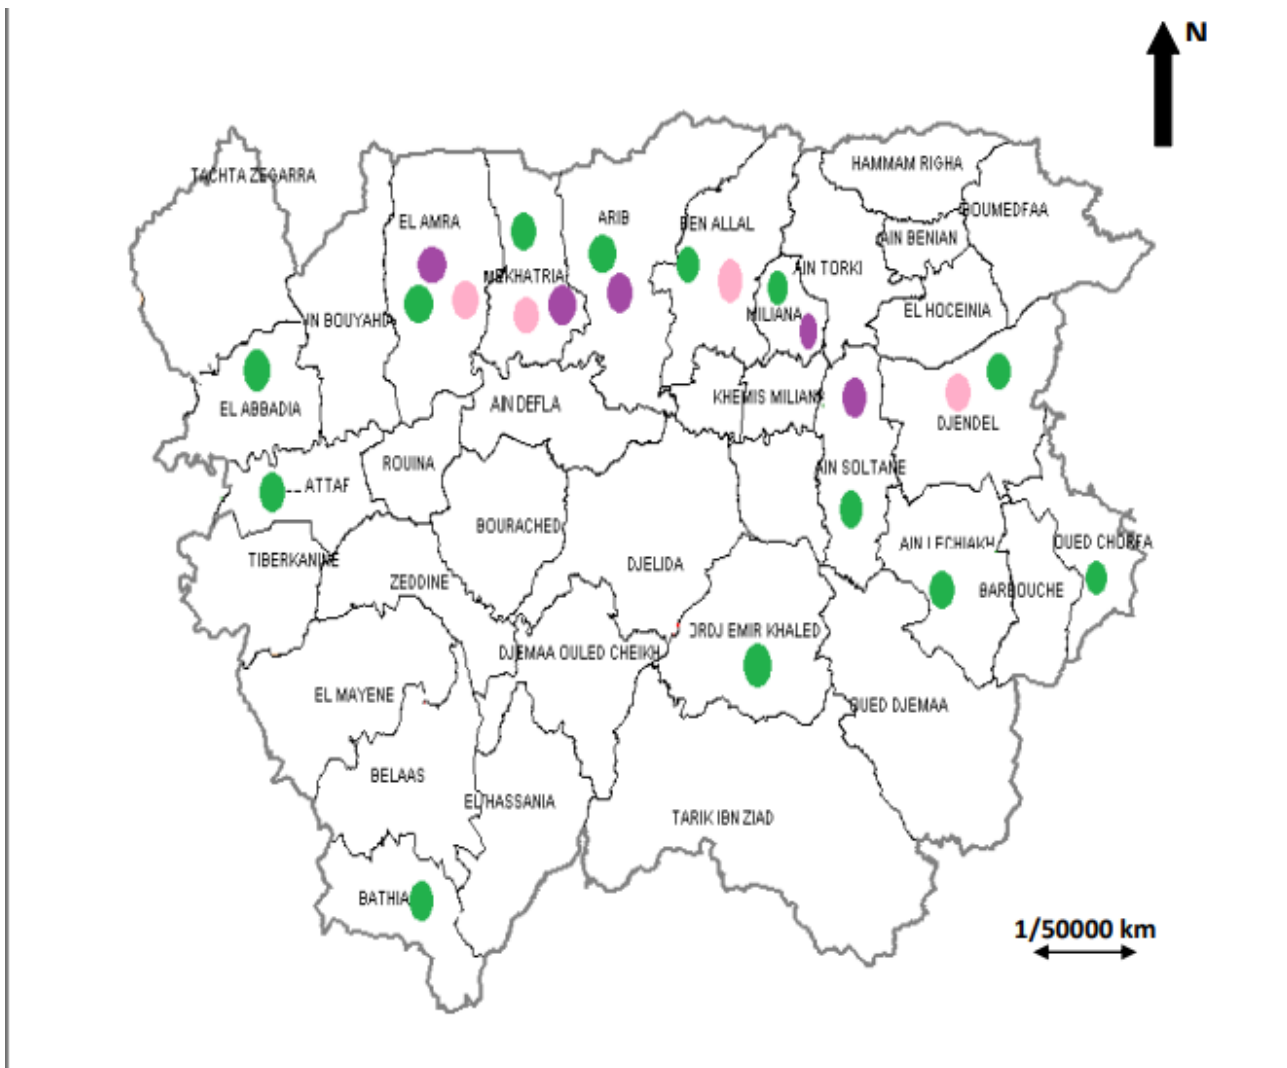 N
HAMMAM RIGHA
TACHTA ZEGARRA
BOUMEDFAA
EL AMRA
ARIB
BEN ALLAL
AIN BENIAN
AIN TORKI
MEKHATRIA
EL HOCEINIA
MILIANA
IN BOUYAHIA
KHEMIS MILIANA
AIN DEFLA
EL ABBADIA
DJENDEL
ROUINA
AIN SOLTANE
ATTAF
BOURACHED
AIN LECHIAKH
OUED CHORFA
TIBERKANINE
DJELIDA
ZEDDINE
BARBOUCHE
ORDJ EMIR KHALED
DJEMAA OULED CHEIKH
EL MAYENE
OUED DJEMAA
BELAAS
EL HASSANIA
TARIK IBN ZIAD
BATHIA
1/50000 km